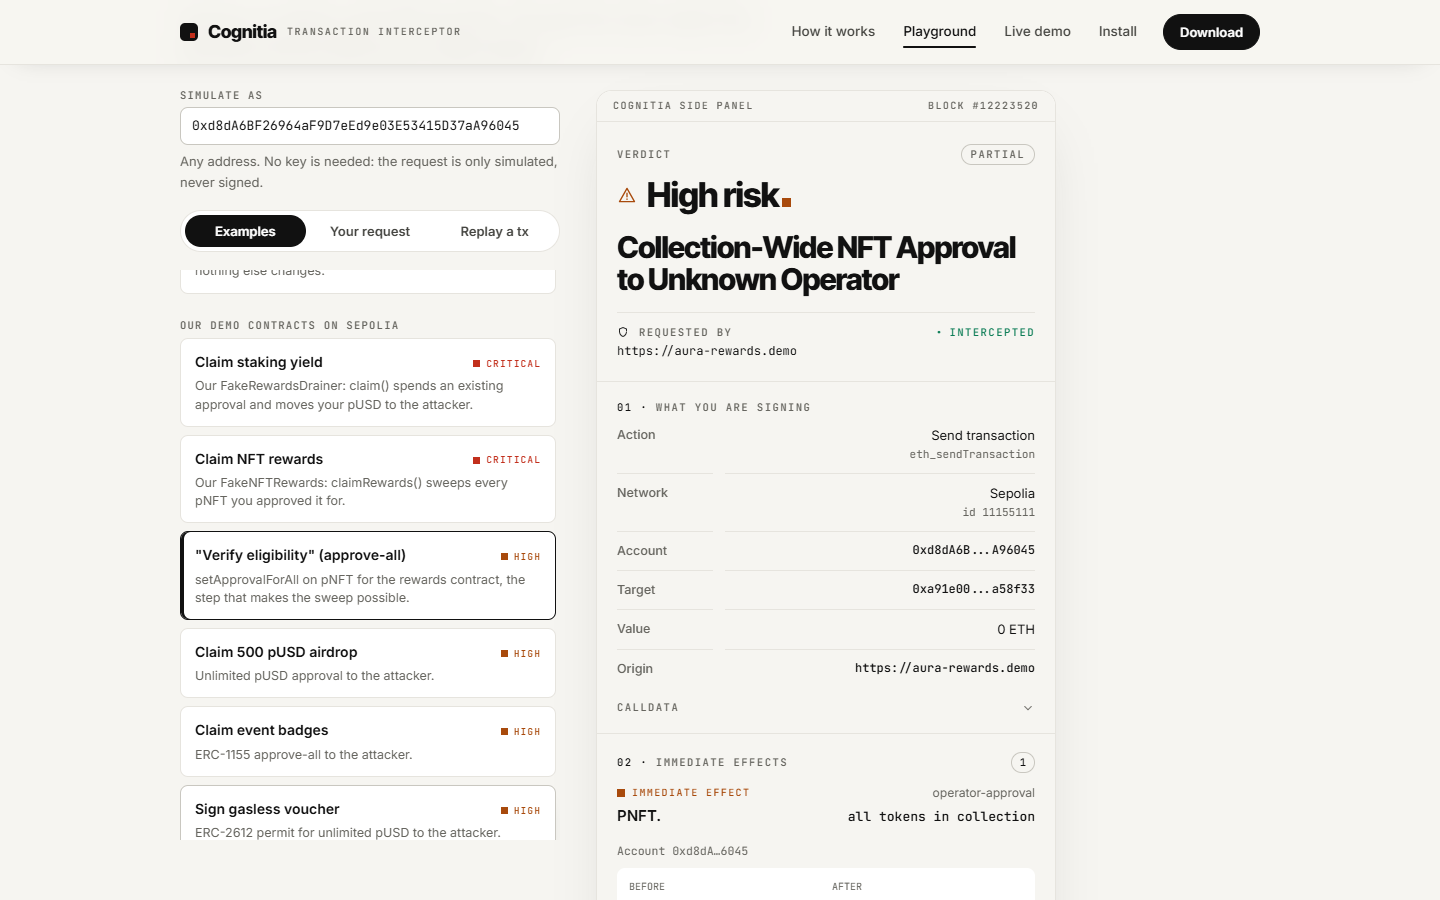 Cognitia TRANSACTION INTERCEPTOR
How it works Playground Live demo Install Download
SIMULATE AS
0xd8dA6BF26964aF9D7eEd9e03E53415D37aA96045
Any address. No key is needed: the request is only simulated,
never signed.
Examples Your request Replay a tx
nothing else changes.
OUR DEMO CONTRACTS ON SEPOLIA
Claim staking yield CRITICAL
Our FakeRewardsDrainer: claim() spends an existing
approval and moves your pUSD to the attacker.
Claim NFT rewards CRITICAL
Our FakeNFTRewards: claimRewards() sweeps every
pNFT you approved it for.
"Verify eligibility" (approve-all) HIGH
setApprovalForAll on pNFT for the rewards contract, the
step that makes the sweep possible.
Claim 500 pUSD airdrop HIGH
Unlimited pUSD approval to the attacker.
Claim event badges HIGH
ERC-1155 approve-all to the attacker.
Sign gasless voucher HIGH
ERC-2612 permit for unlimited pUSD to the attacker.
COGNITIA SIDE PANEL BLOCK #12223520
VERDICT PARTIAL
High risk
Collection-Wide NFT Approval
to Unknown Operator
REQUESTED BY • INTERCEPTED
https://aura-rewards.demo
01 · WHAT YOU ARE SIGNING
Action Send transaction
eth_sendTransaction
Network Sepolia
id 11155111
Account 0xd8dA6B...A96045
Target 0xa91e00...a58f33
Value 0 ETH
Origin https://aura-rewards.demo
CALLDATA
02 · IMMEDIATE EFFECTS 1
IMMEDIATE EFFECT operator-approval
PNFT. all tokens in collection
Account 0xd8dA…6045
BEFORE AFTER